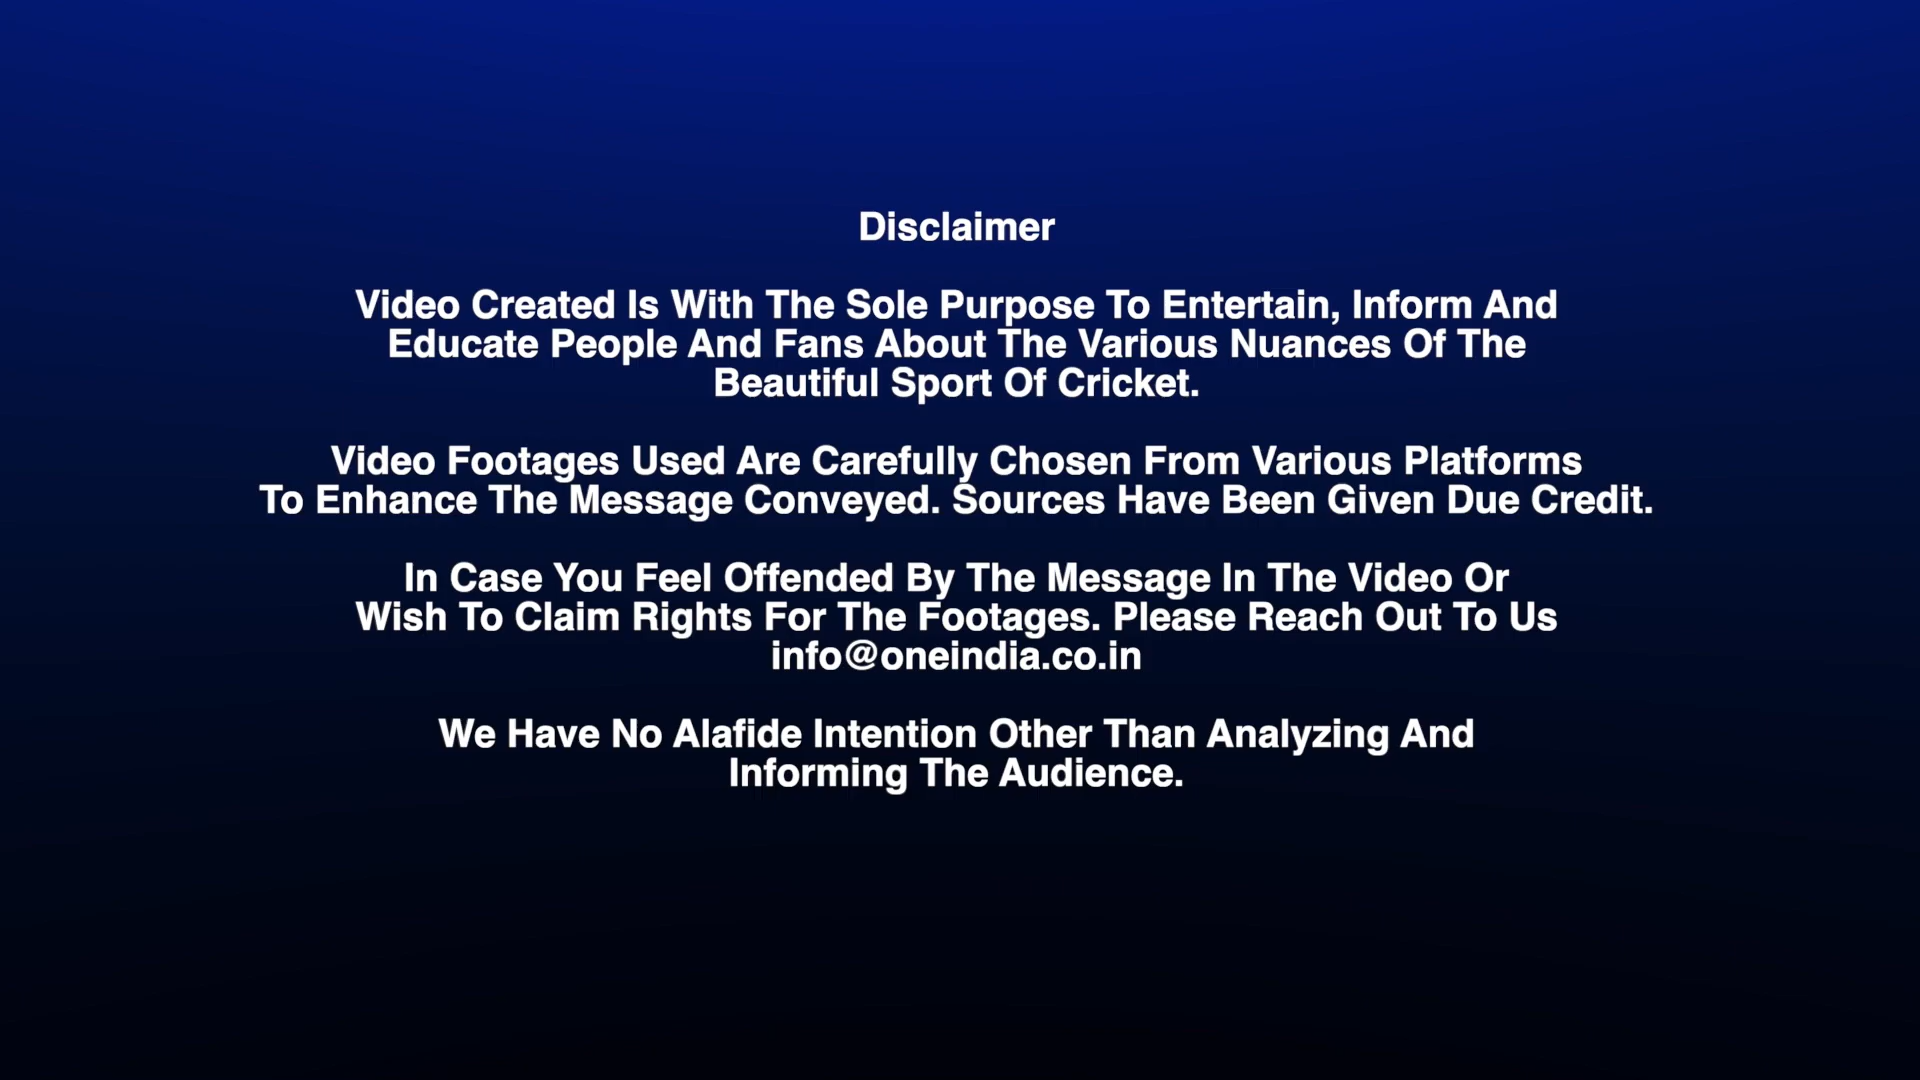 Disclaimer
Video Created Is With The Sole Purpose To Entertain, Inform And
Educate People And Fans About The Various Nuances Of The
Beautiful Sport Of Cricket.
Video Footages Used Are Carefully Chosen From Various Platforms
To Enhance The Message Conveyed. Sources Have Been Given Due Credit.
In Case You Feel Offended By The Message In The Video Or
Wish To Claim Rights For The Footages. Please Reach Out To Us
info@oneindia.co.in
We Have No Alafide Intention Other Than Analyzing And
Informing The Audience.